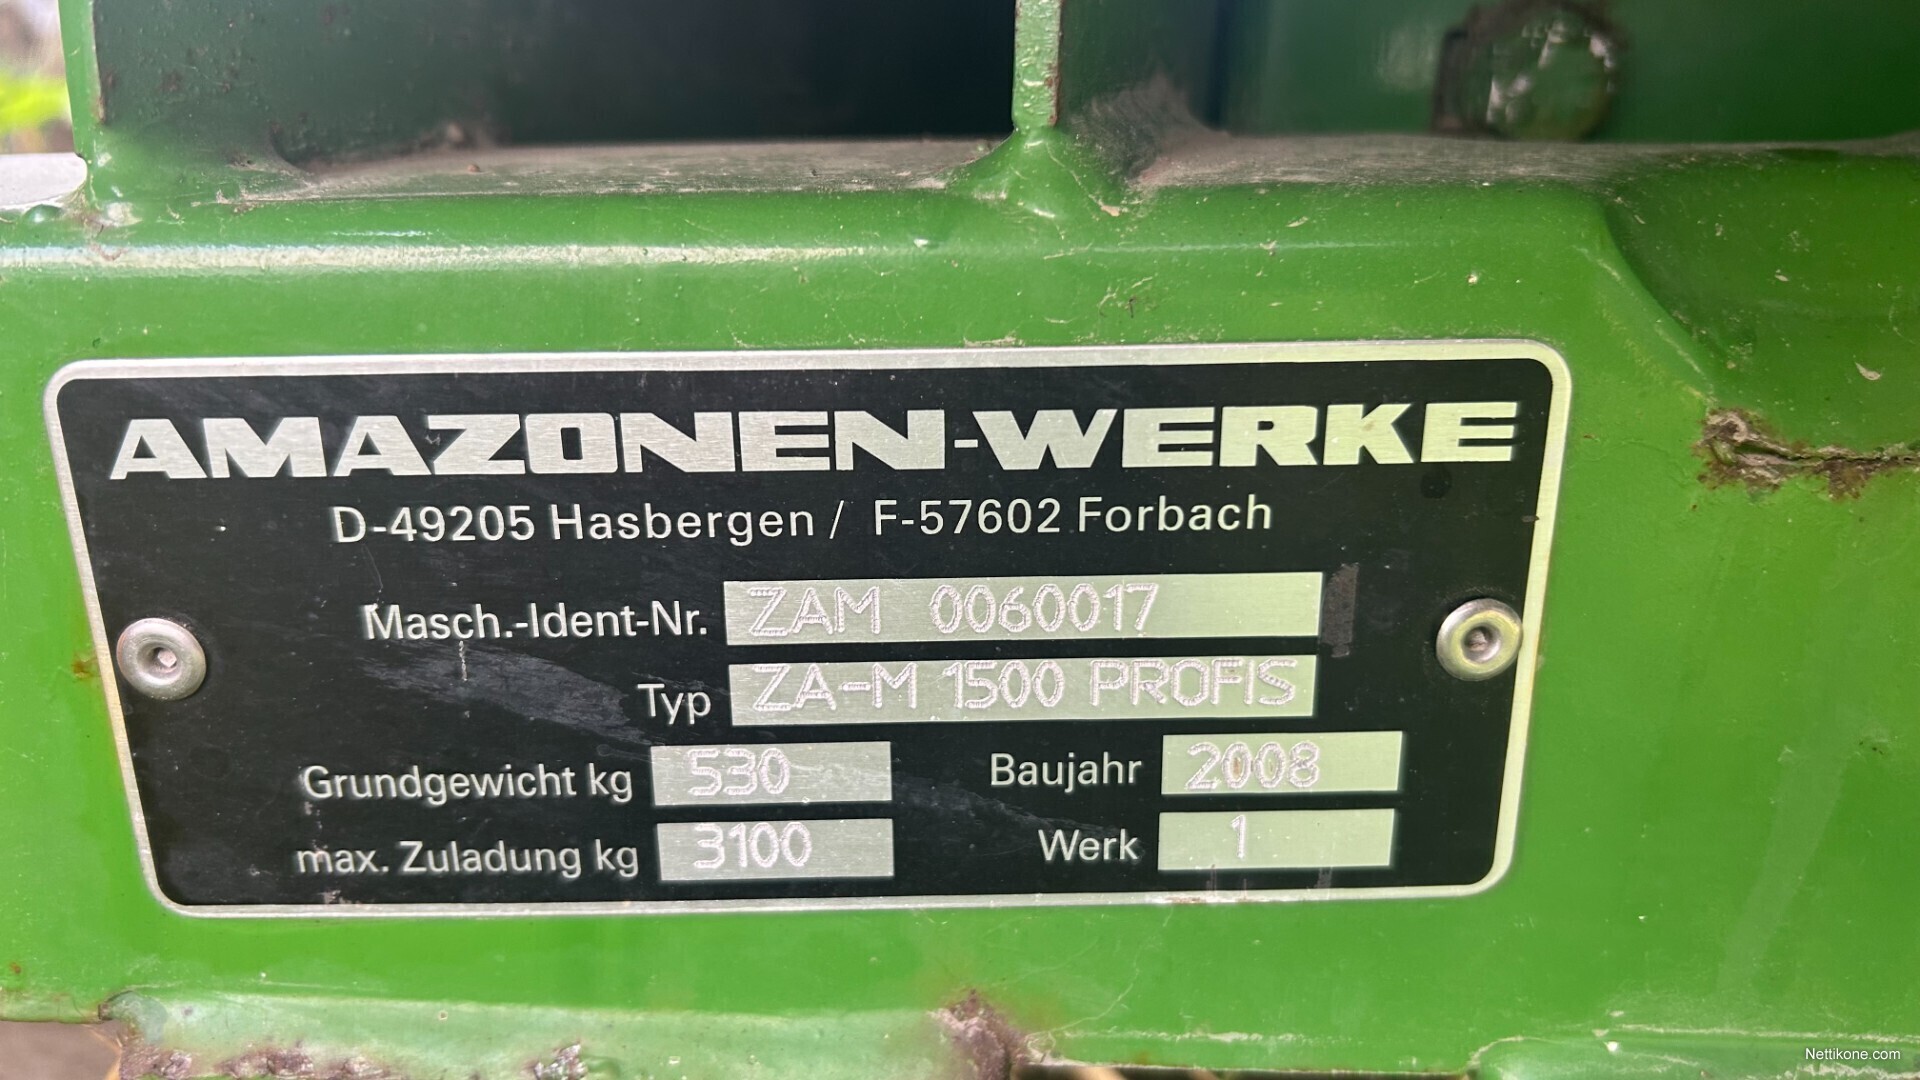 AMAZONEN-WERKE
D-49205 Hasbergen / F-57602 Forbach
Masch.-Ident-Nr. ZAM 0060017
Typ ZA-M 1500 PROFIS
Grundgewicht kg 530 Baujahr 2008
max. Zuladung kg 3100 Werk 1
Nettikone.com